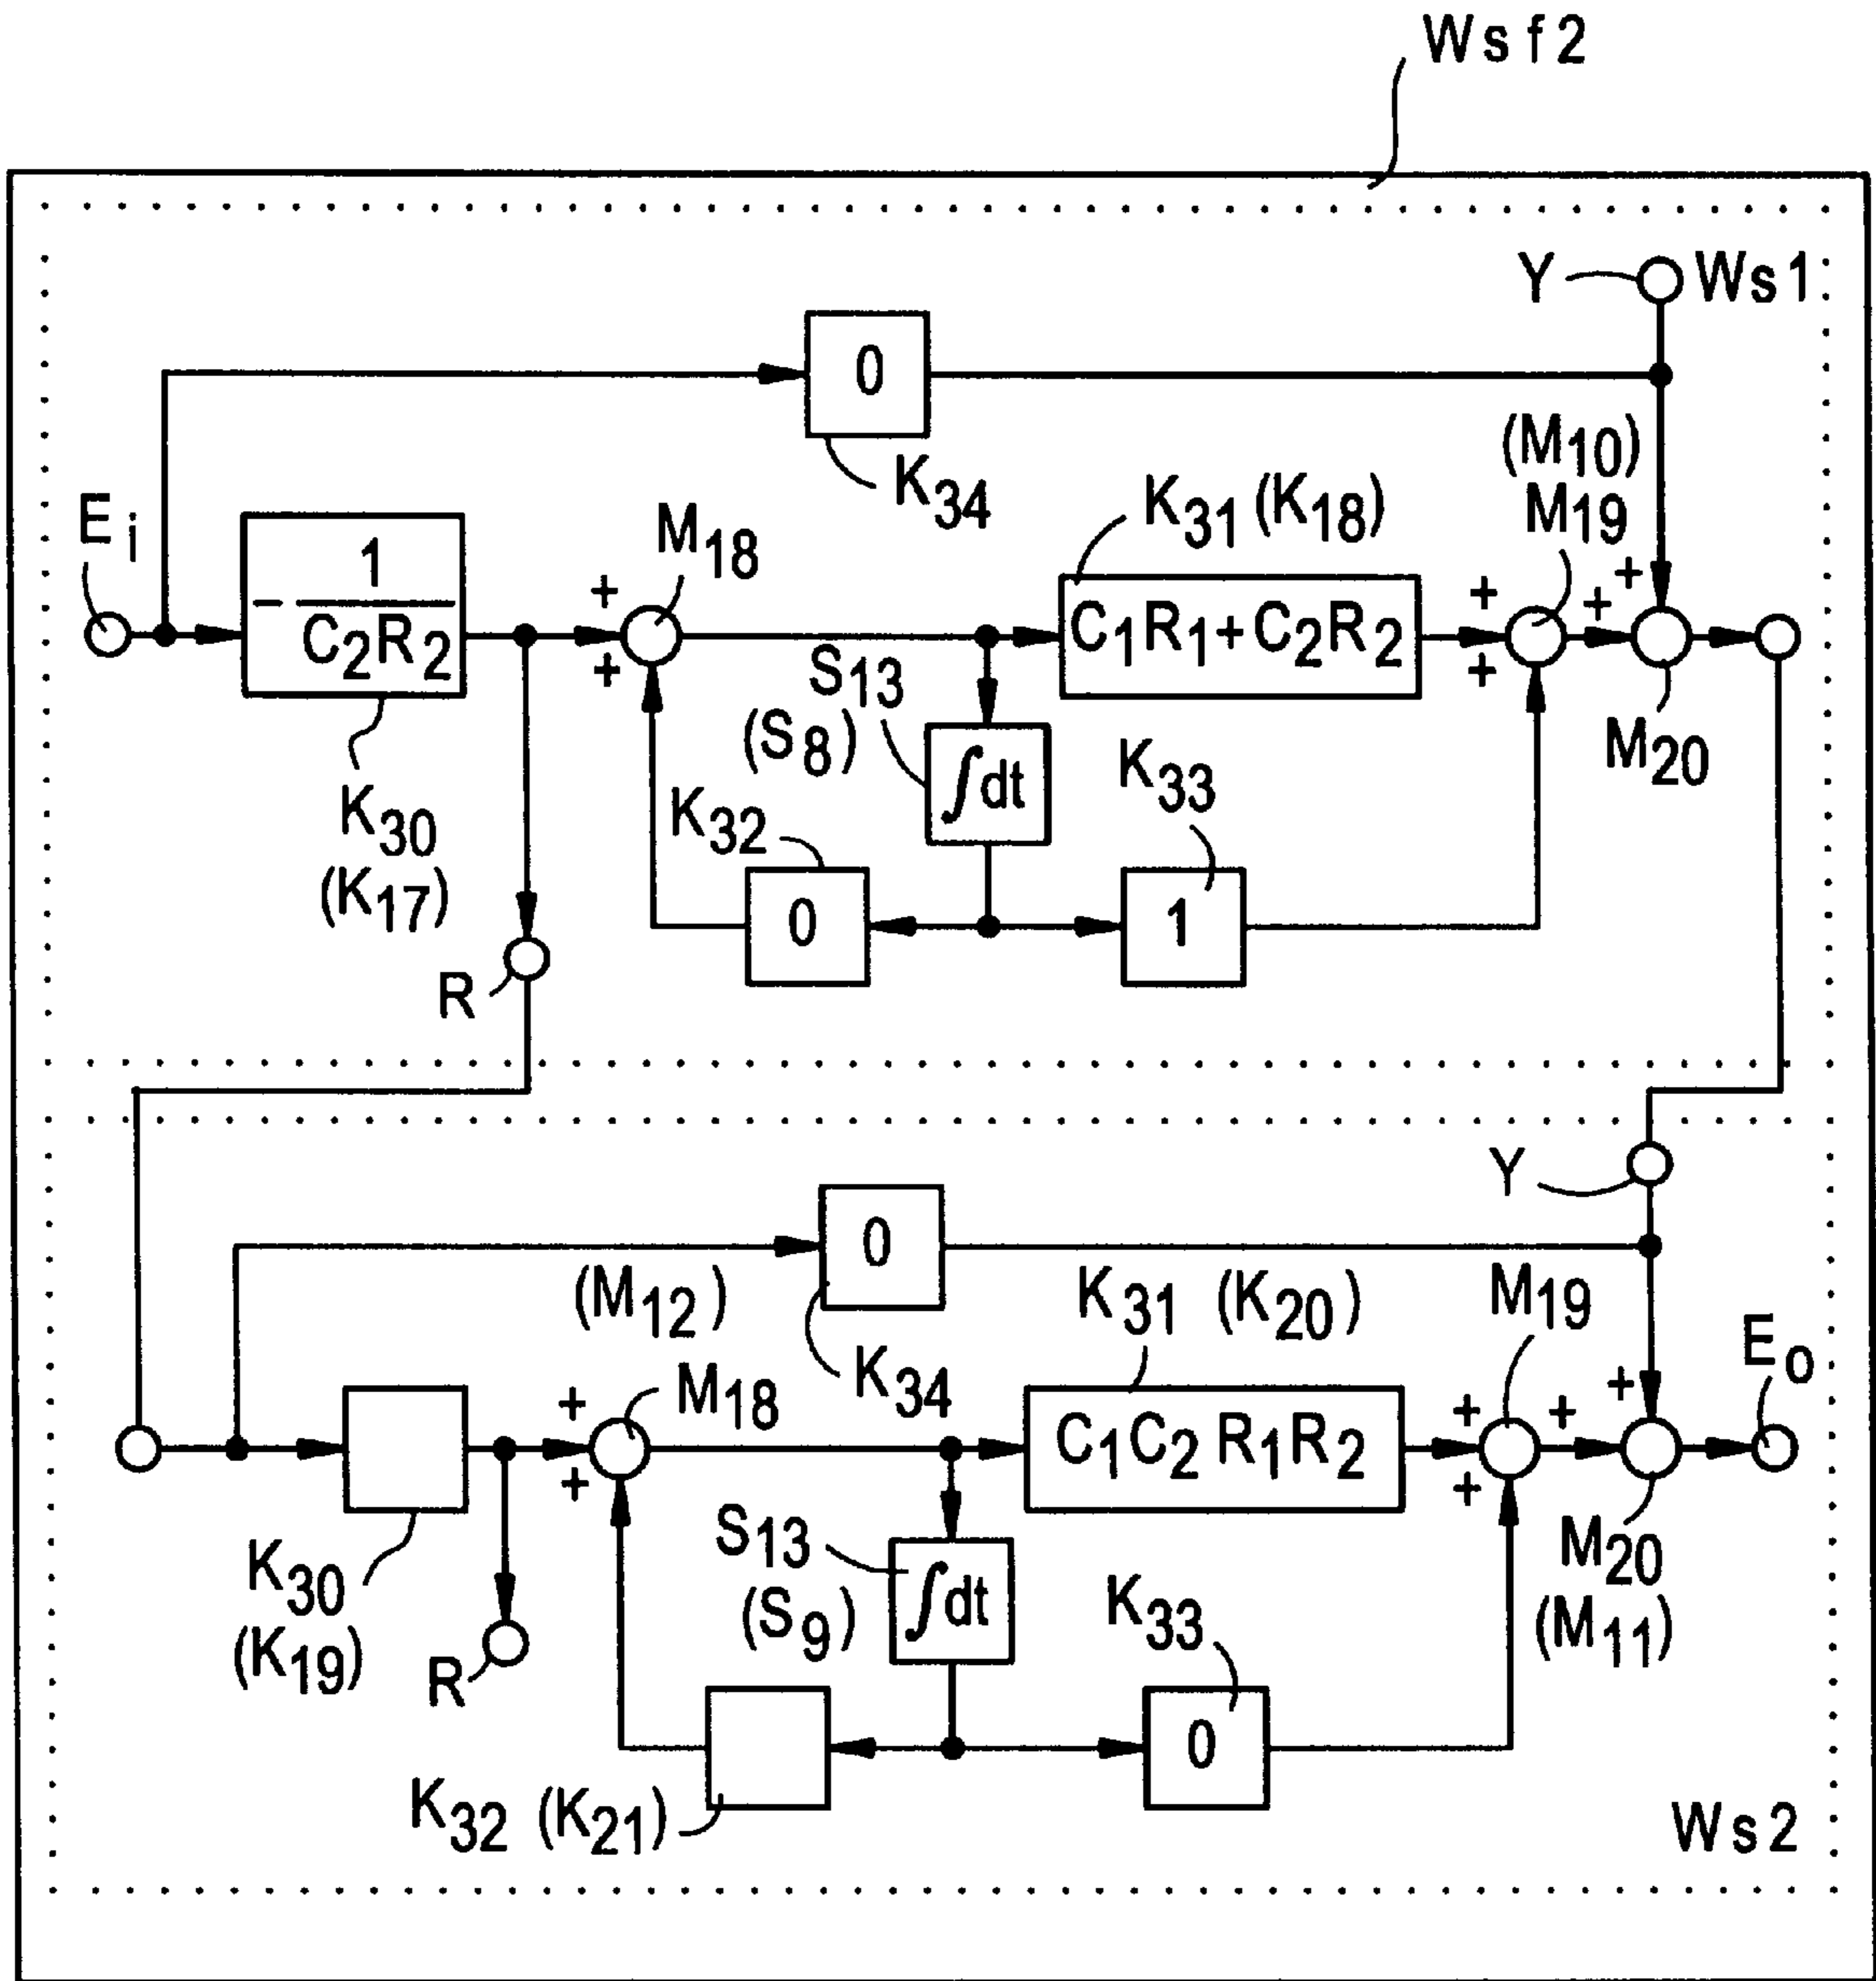 Wsf2
Y
Ws1
0
K34
(M10)
M19
K31 (K18)
Ei
M18
- 1
C2R2
+
+
C1R1+C2R2
+
+
+
+
M20
S13
(S8)
∫dt
K30
(K17)
K32
0
K33
1
R
Y
0
(M12)
K34
K31 (K20)
M19
Eo
M18
+
+
C1C2R1R2
+
+
+
+
K30
(K19)
R
S13
(S9)
∫dt
K33
0
M20
(M11)
K32 (K21)
Ws2